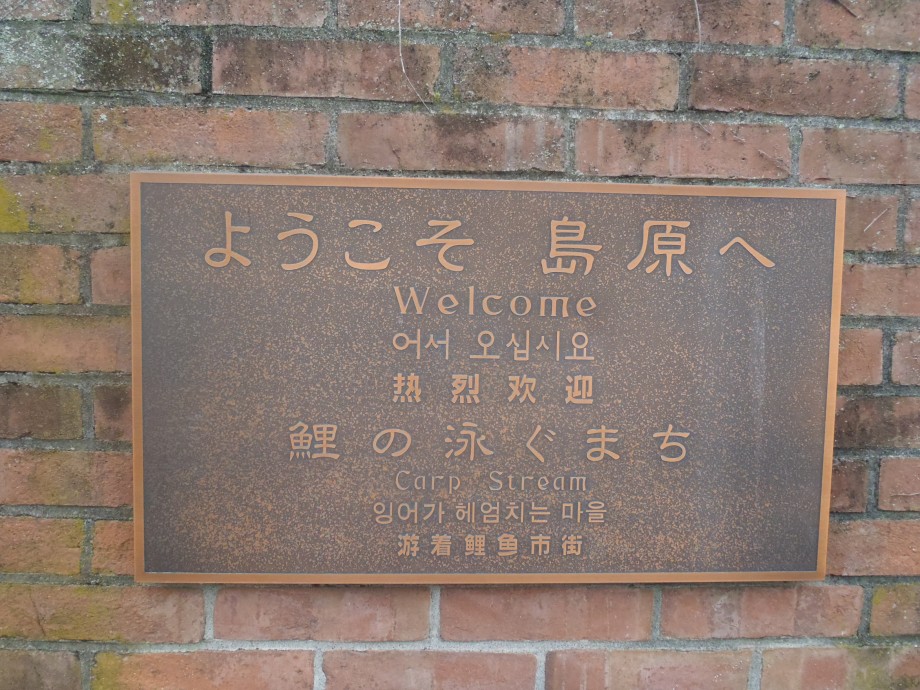 ようこそ 島原へ
Welcome
어서 오십시요
热烈欢迎
鯉の泳ぐまち
Carp Stream
잉어가 헤엄치는 마을
游着鲤鱼市街